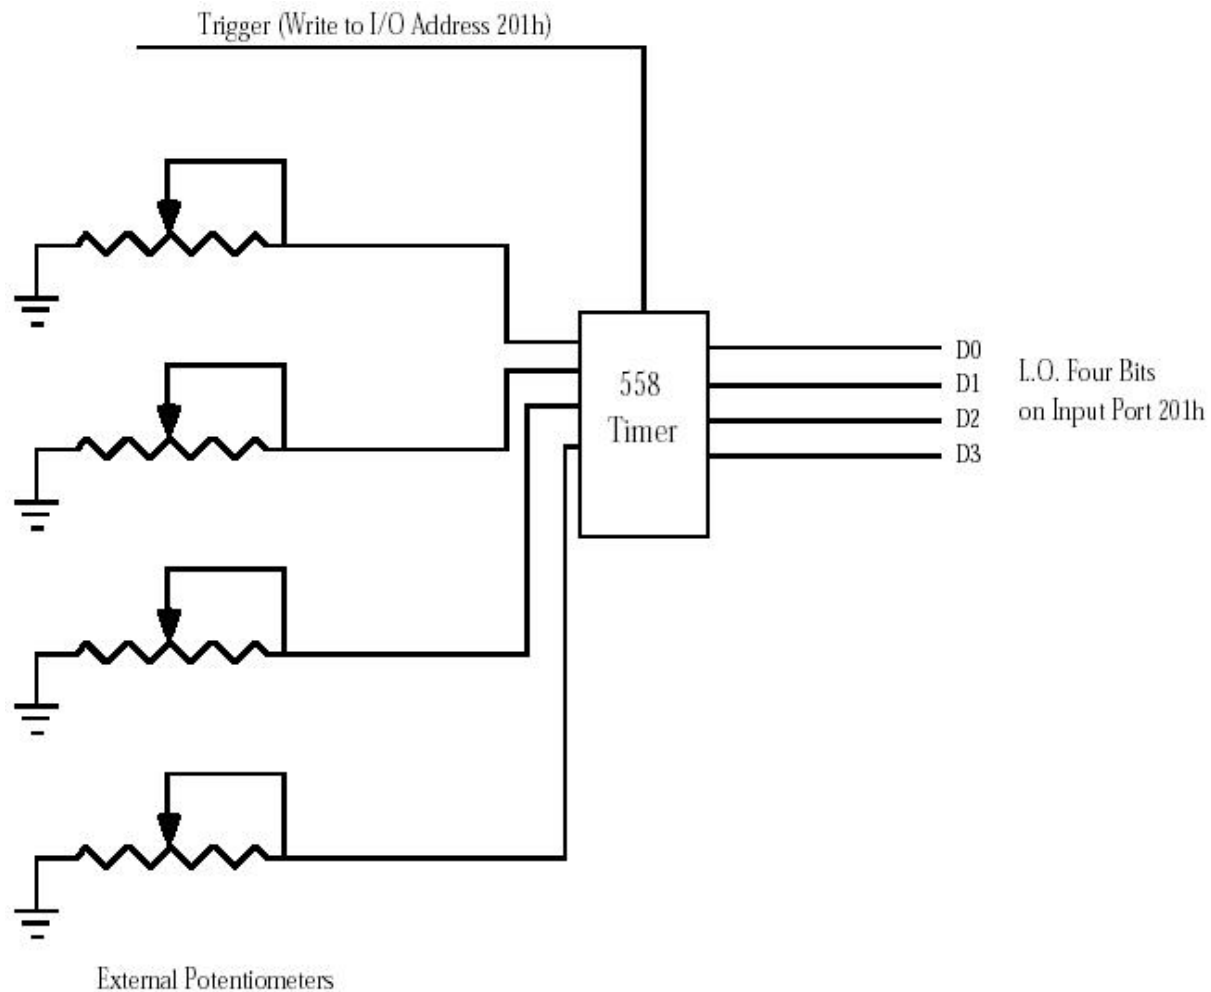 Trigger (Write to I/O Address 201h)
558
Timer
D0
D1
D2
D3
L.O. Four Bits
on Input Port 201h
External Potentiometers